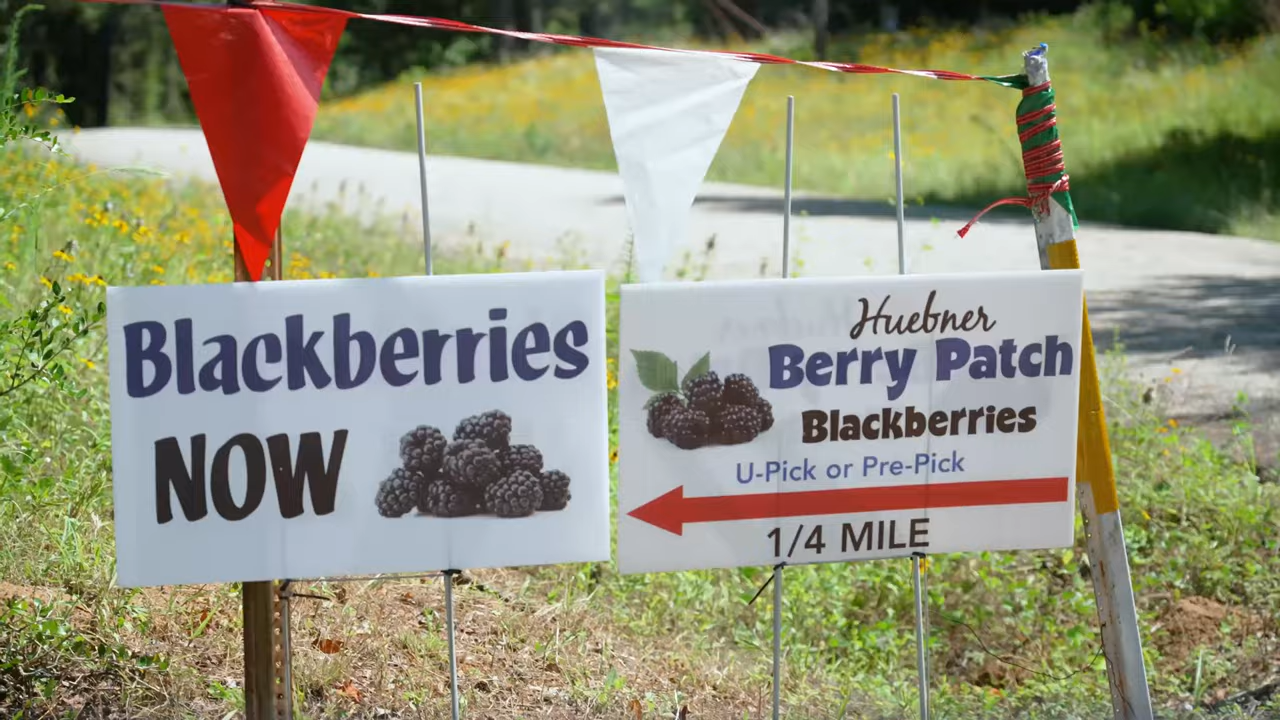 Blackberries
NOW
Huebner
Berry Patch
Blackberries
U-Pick or Pre-Pick
1/4 MILE